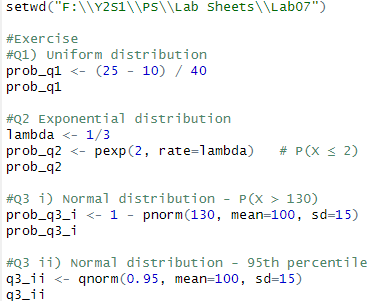 setwd("F:\\Y2S1\\PS\\Lab Sheets\\Lab07")
#Exercise
#Q1) Uniform distribution
prob_q1 <- (25 - 10) / 40
prob_q1
#Q2 Exponential distribution
lambda <- 1/3
prob_q2 <- pexp(2, rate=lambda)   # P(X ≤ 2)
prob_q2
#Q3 i) Normal distribution - P(X > 130)
prob_q3_i <- 1 - pnorm(130, mean=100, sd=15)
prob_q3_i
#Q3 ii) Normal distribution - 95th percentile
q3_ii <- qnorm(0.95, mean=100, sd=15)
q3_ii